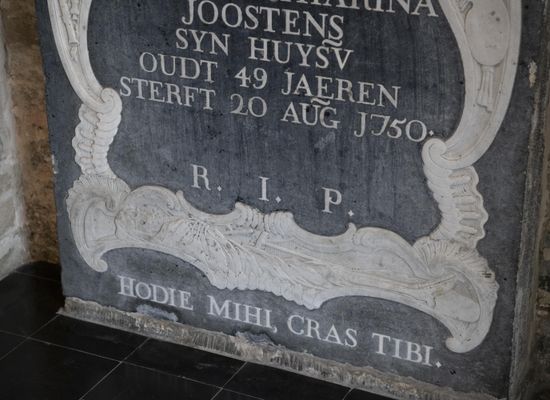 JOOSTENS
SYN HUYSV
OUDT 49 JAEREN
STERFT 20 AUG. 1750.
R. I. P.
HODIE MIHI, CRAS TIBI.